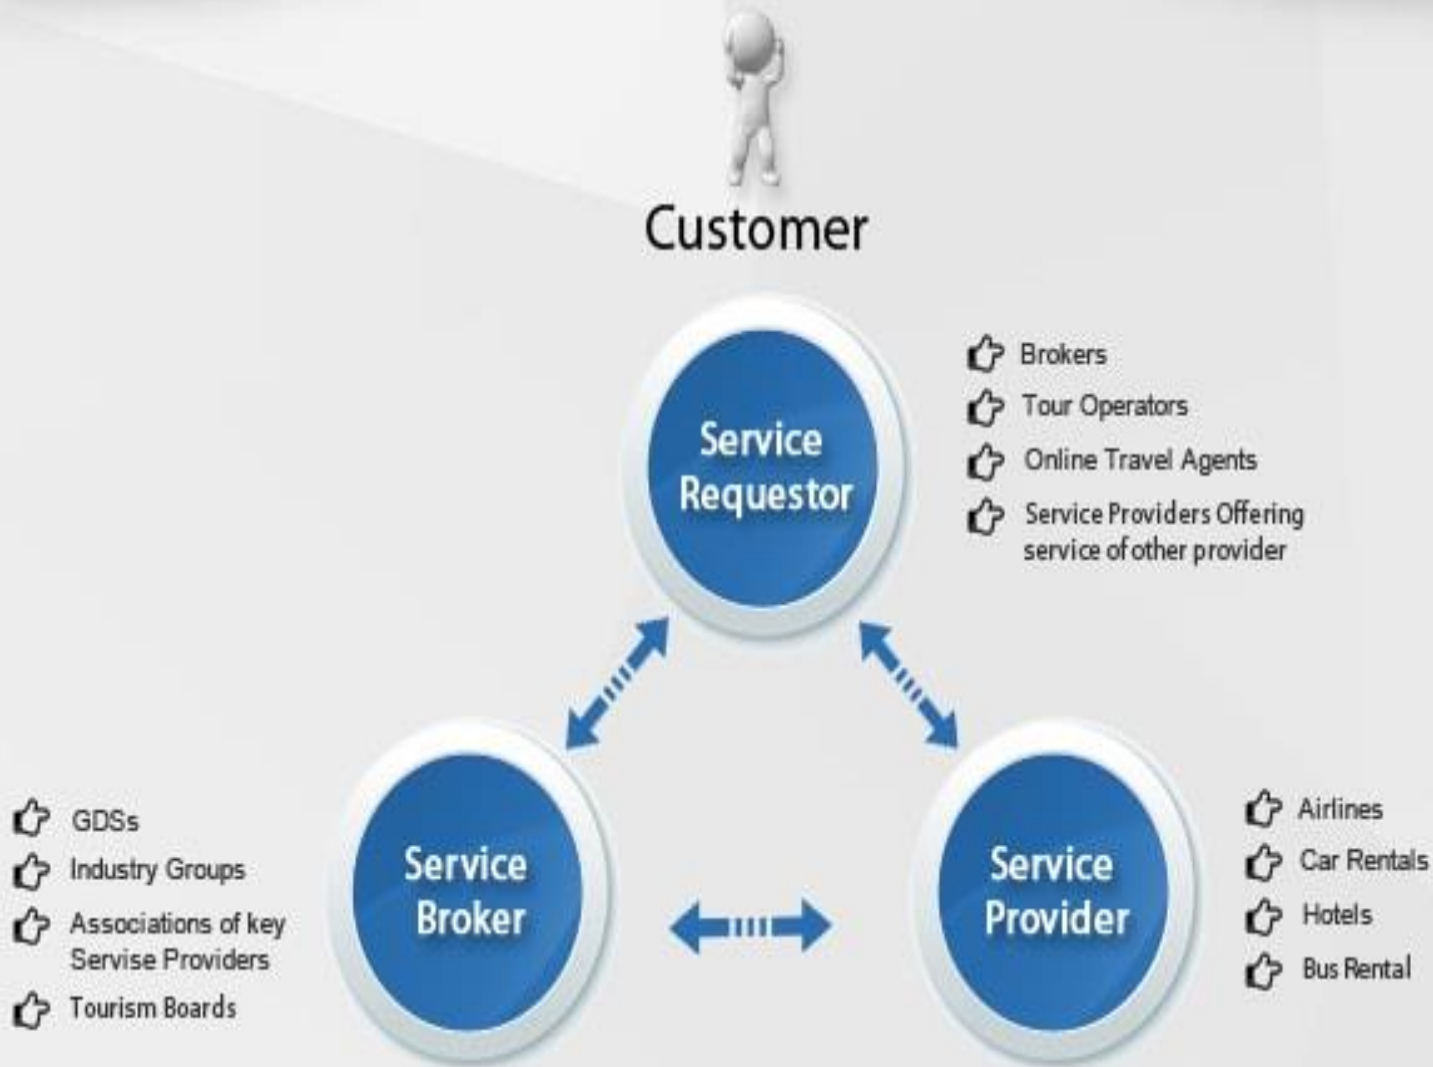 Customer
Service
Requestor
Brokers
Tour Operators
Online Travel Agents
Service Providers Offering
service of other provider
Service
Broker
GDSs
Industry Groups
Associations of key
Servise Providers
Tourism Boards
Service
Provider
Airlines
Car Rentals
Hotels
Bus Rental